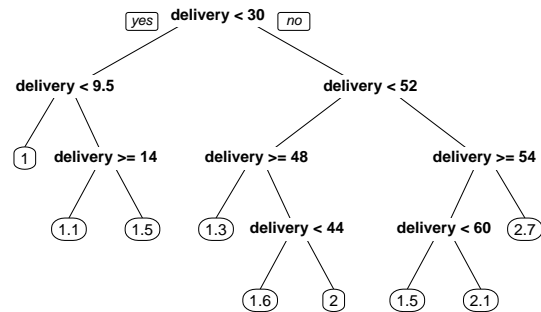 delivery < 30
yes
no
delivery < 9.5
delivery < 52
1
delivery >= 14
delivery >= 48
delivery >= 54
1.1
1.5
1.3
delivery < 44
delivery < 60
2.7
1.6
2
1.5
2.1